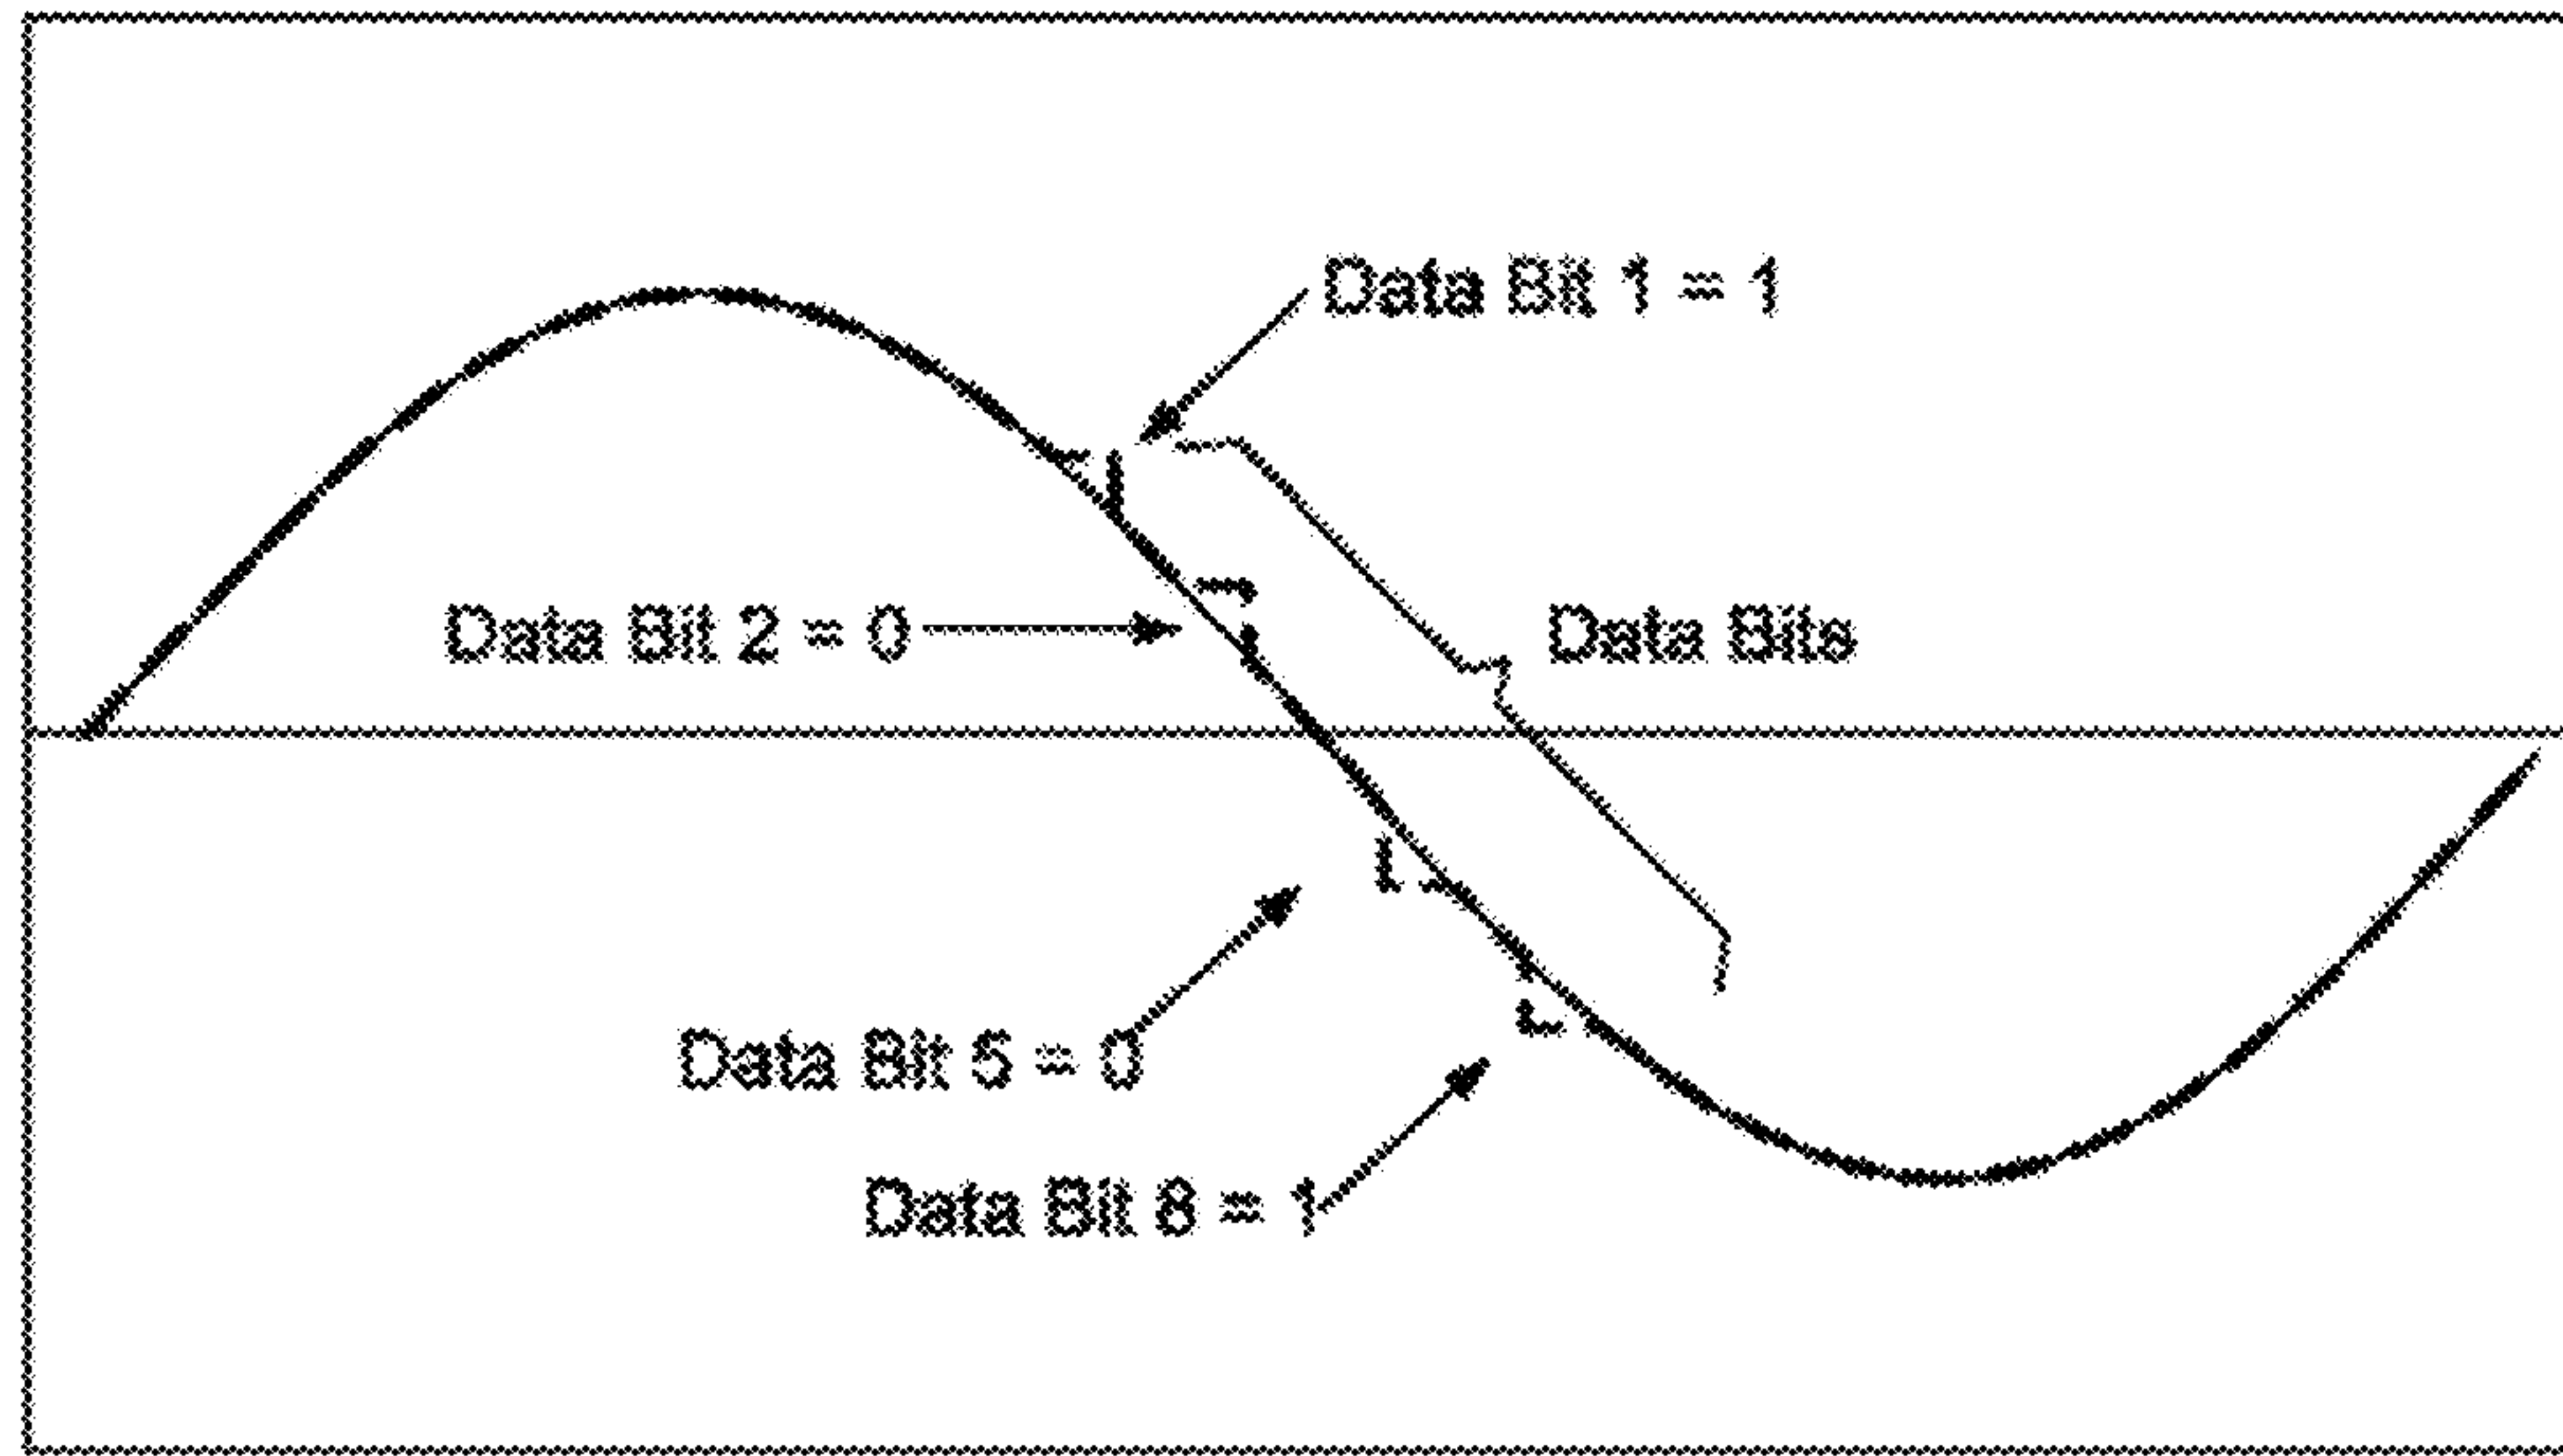 Data Bit 1 = 1
Data Bit 2 = 0
Data Bits
Data Bit 5 = 0
Data Bit 8 = 1